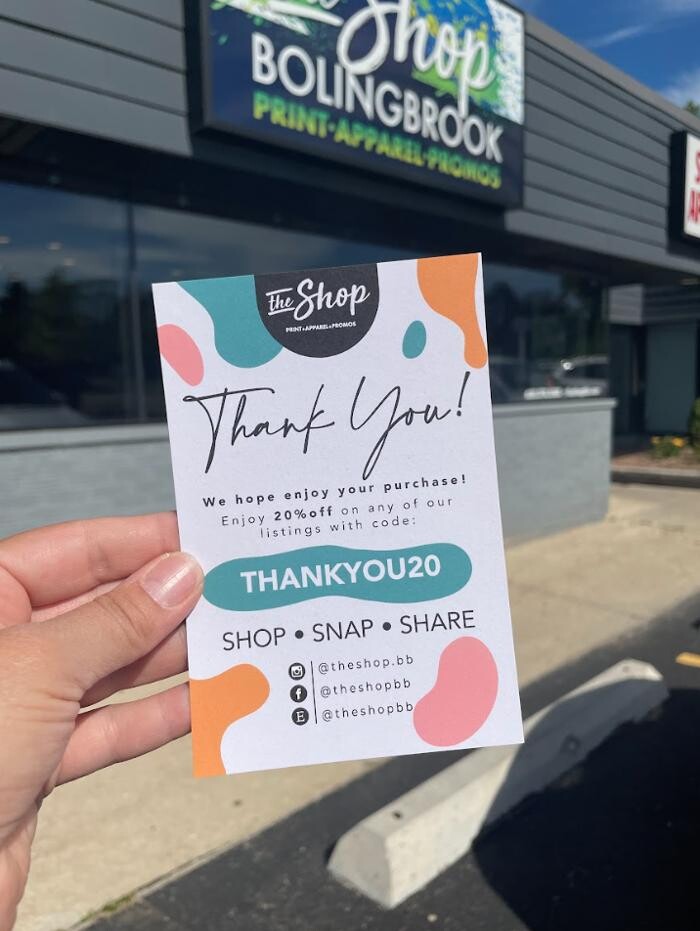 the Shop
BOLINGBROOK
PRINT•APPAREL•PROMOS
the Shop
PRINT•APPAREL•PROMOS
Thank You!
We hope enjoy your purchase!
Enjoy 20%off on any of our
listings with code:
THANKYOU20
SHOP • SNAP • SHARE
@theshop.bb
@theshopbb
E @theshopbb